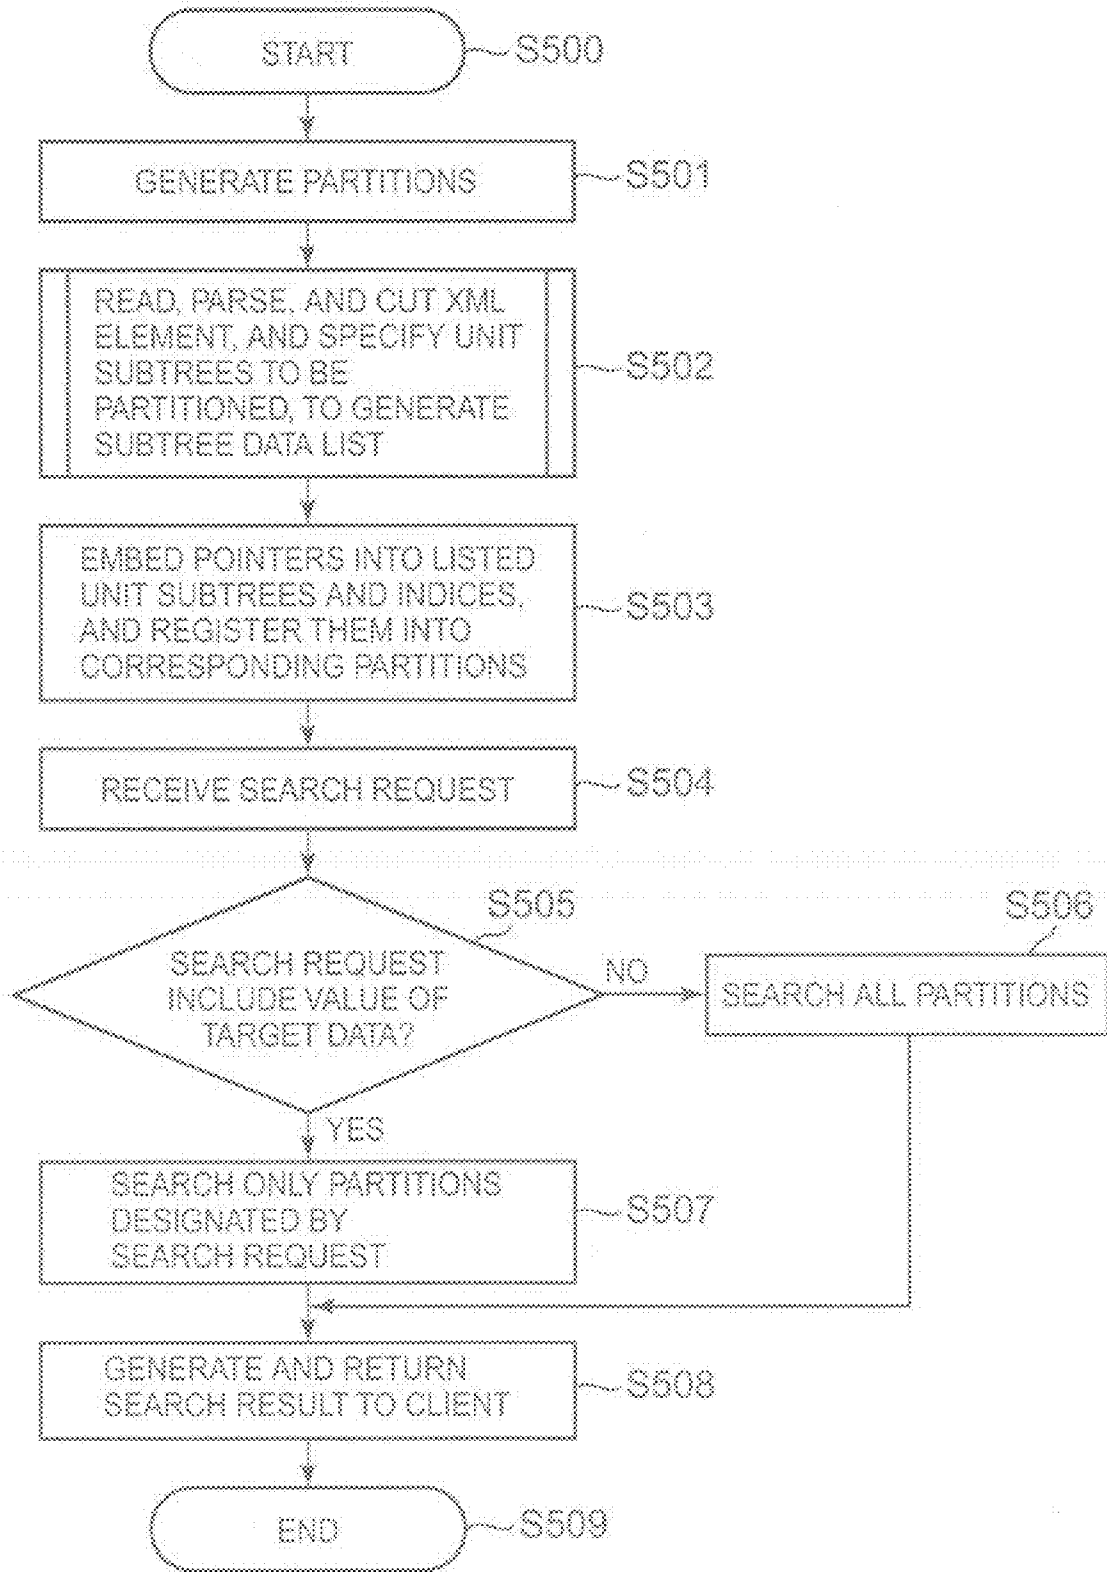 START
S500
GENERATE PARTITIONS
S501
READ, PARSE, AND CUT XML
ELEMENT, AND SPECIFY UNIT
SUBTREES TO BE
PARTITIONED, TO GENERATE
SUBTREE DATA LIST
S502
EMBED POINTERS INTO LISTED
UNIT SUBTREES AND INDICES,
AND REGISTER THEM INTO
CORRESPONDING PARTITIONS
S503
RECEIVE SEARCH REQUEST
S504
S505
SEARCH REQUEST
INCLUDE VALUE OF
TARGET DATA?
NO
S506
SEARCH ALL PARTITIONS
YES
SEARCH ONLY PARTITIONS
DESIGNATED BY
SEARCH REQUEST
S507
GENERATE AND RETURN
SEARCH RESULT TO CLIENT
S508
END
S509